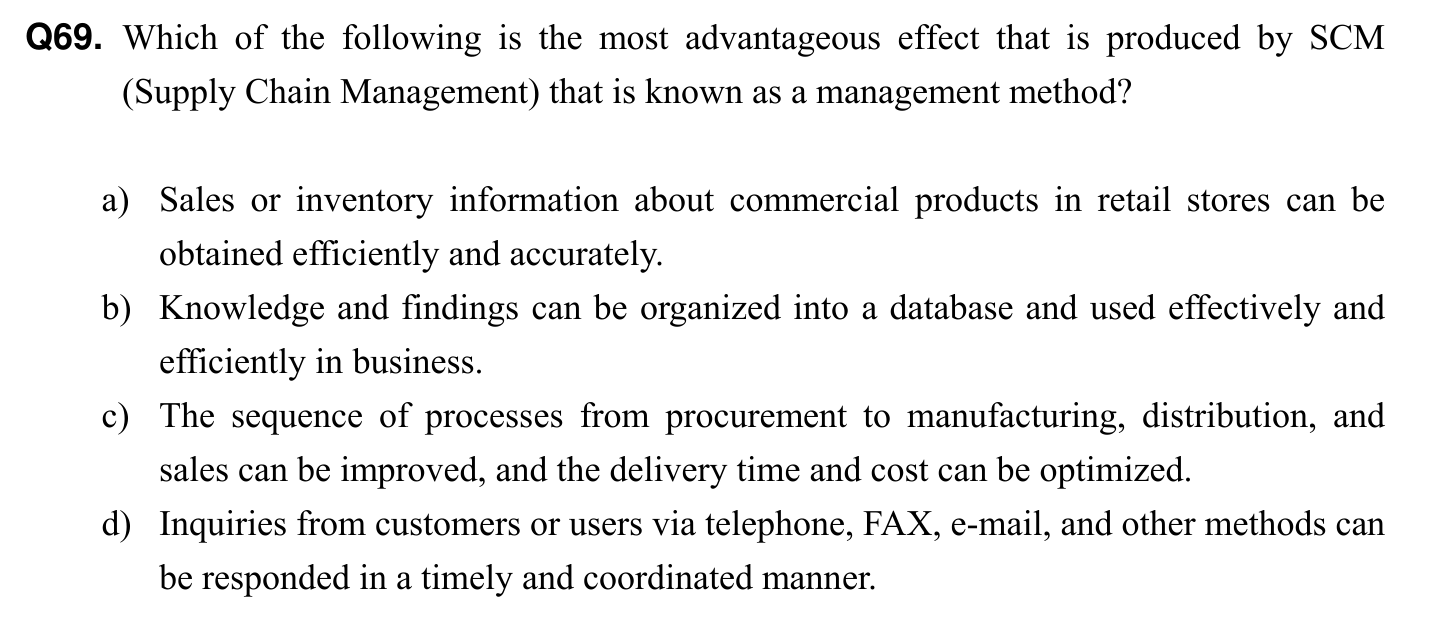 Q69. Which of the following is the most advantageous effect that is produced by SCM
(Supply Chain Management) that is known as a management method?
a) Sales or inventory information about commercial products in retail stores can be
obtained efficiently and accurately.
b) Knowledge and findings can be organized into a database and used effectively and
efficiently in business.
c) The sequence of processes from procurement to manufacturing, distribution, and
sales can be improved, and the delivery time and cost can be optimized.
d) Inquiries from customers or users via telephone, FAX, e-mail, and other methods can
be responded in a timely and coordinated manner.